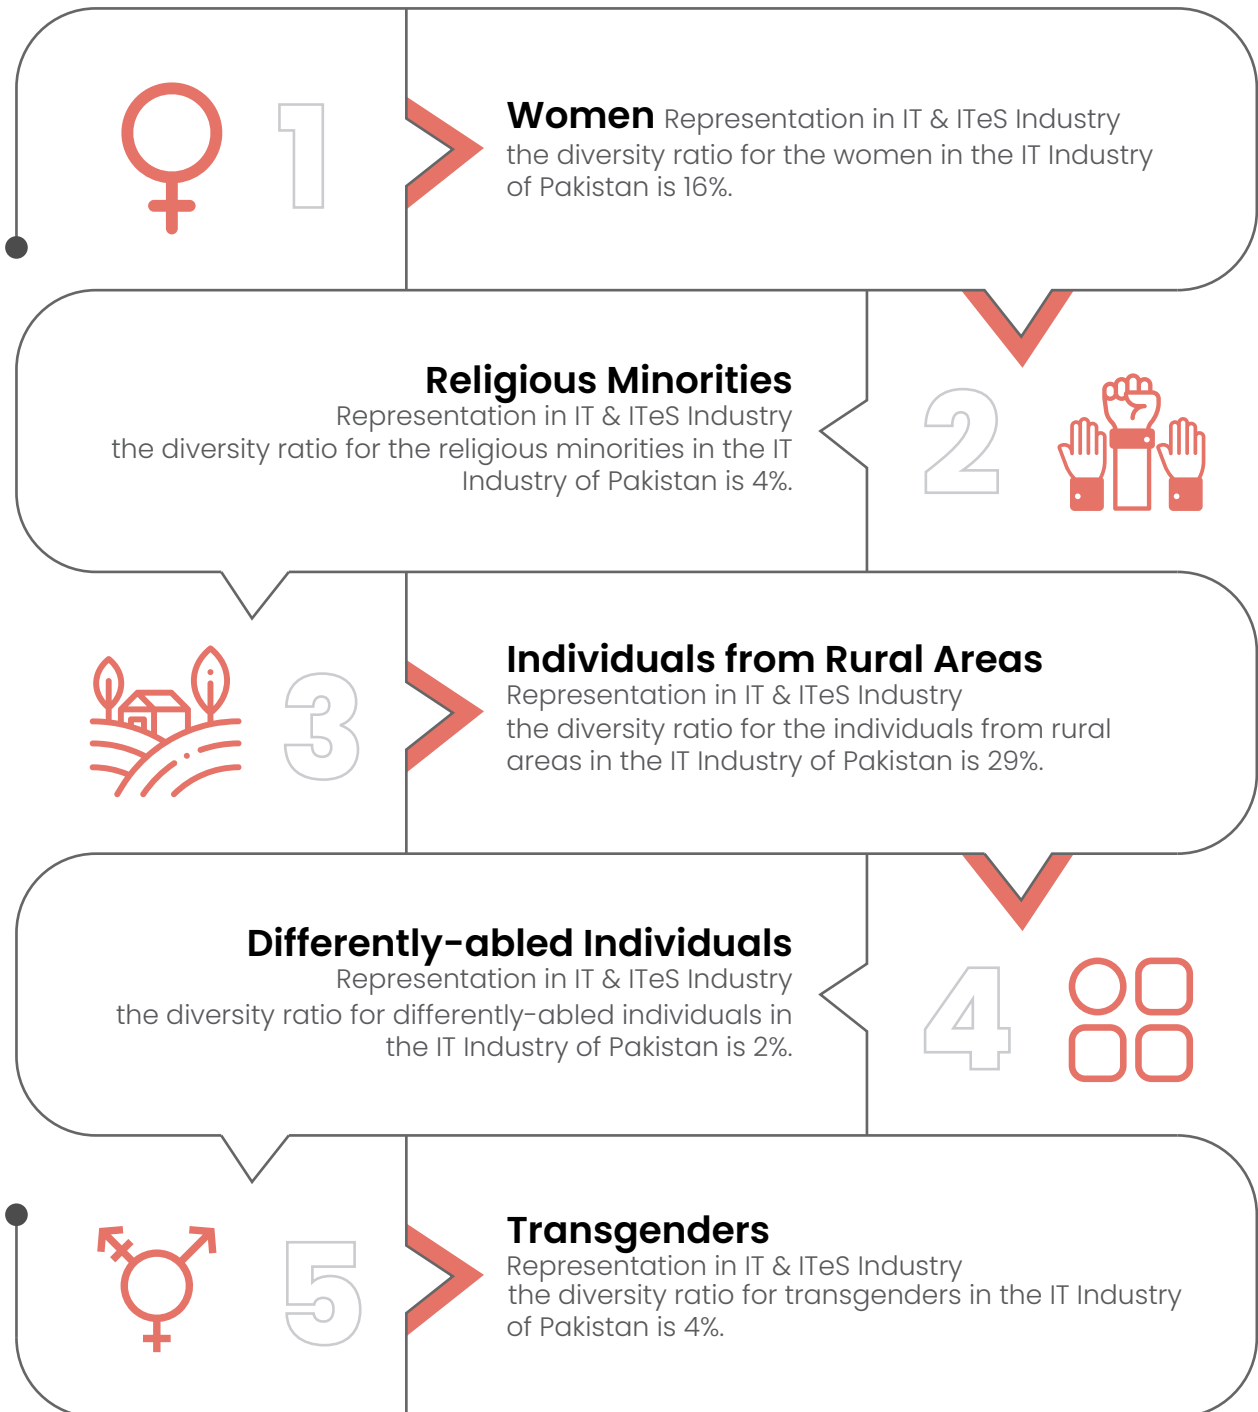 1
Women Representation in IT & ITeS Industry
the diversity ratio for the women in the IT Industry
of Pakistan is 16%.
Religious Minorities
Representation in IT & ITeS Industry
the diversity ratio for the religious minorities in the IT
Industry of Pakistan is 4%.
2
3
Individuals from Rural Areas
Representation in IT & ITeS Industry
the diversity ratio for the individuals from rural
areas in the IT Industry of Pakistan is 29%.
Differently-abled Individuals
Representation in IT & ITeS Industry
the diversity ratio for differently-abled individuals in
the IT Industry of Pakistan is 2%.
4
5
Transgenders
Representation in IT & ITeS Industry
the diversity ratio for transgenders in the IT Industry
of Pakistan is 4%.